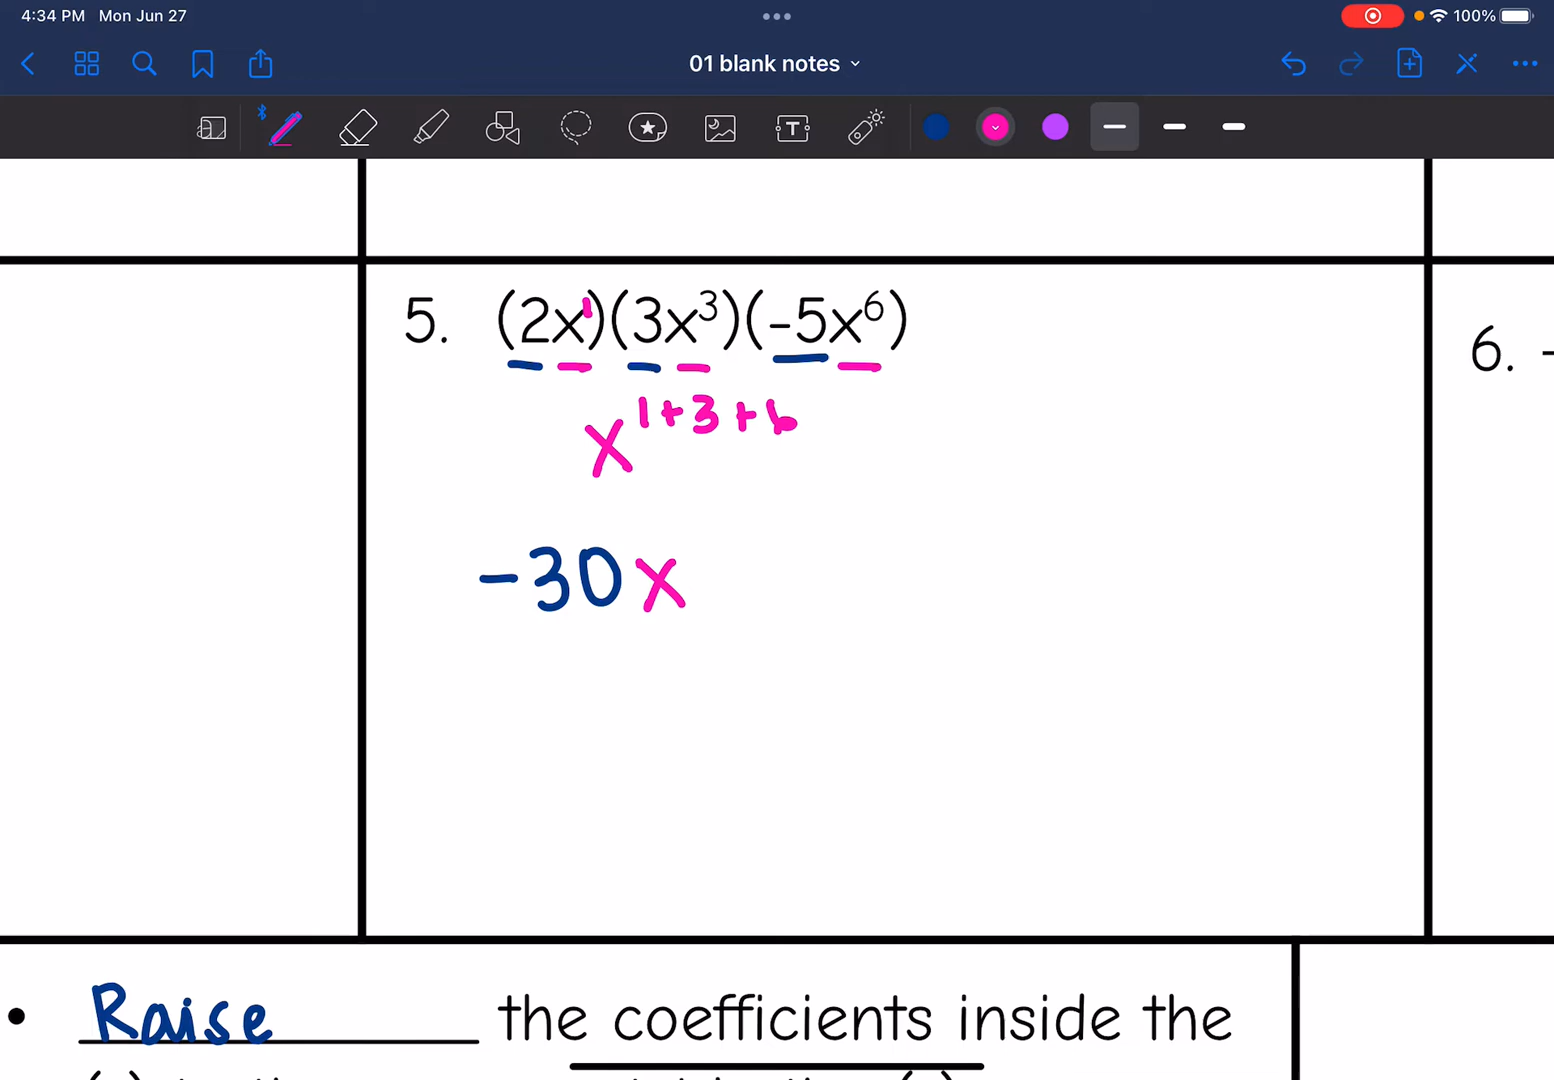 4:34 PM Mon Jun 27
100%
01 blank notes
T
5. (2x¹)(3x³)(-5x⁶)
6. -
x¹⁺³⁺⁶
-30x
• Raise the coefficients inside the